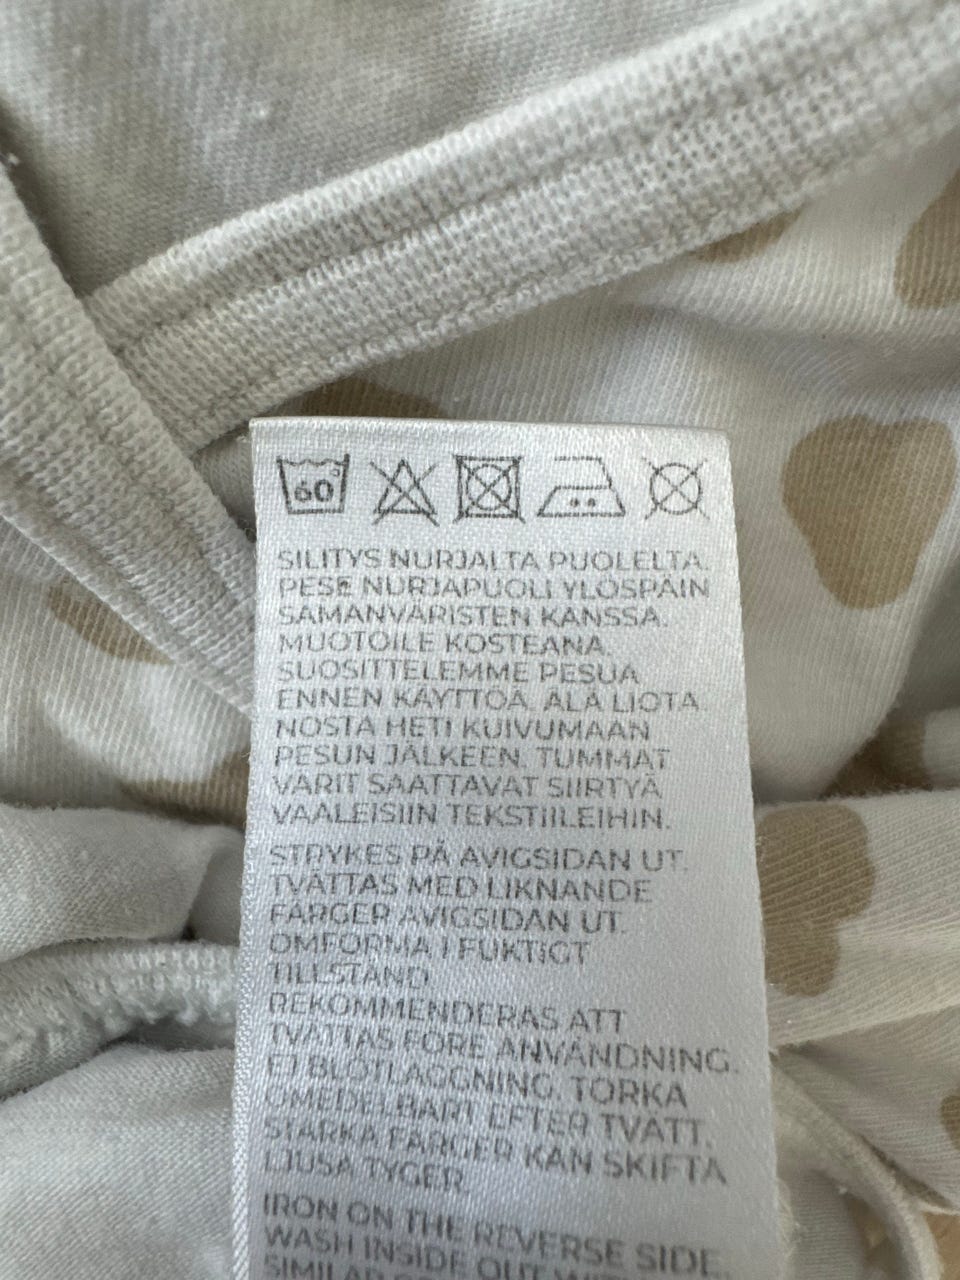 60°
SILITYS NURJALTA PUOLELTA.
PESE NURJAPUOLI YLÖSPÄIN
SAMANVÄRISTEN KANSSA.
MUOTOILE KOSTEANA.
SUOSITTELEMME PESUA
ENNEN KÄYTTÖÄ. ÄLÄ LIOTA.
NOSTA HETI KUIVUMAAN
PESUN JÄLKEEN. TUMMAT
VÄRIT SAATTAVAT SIIRTYÄ
VAALEISIIN TEKSTIILEIHIN.
STRYKES PÅ AVIGSIDAN UT.
TVÄTTAS MED LIKNANDE
FÄRGER AVIGSIDAN UT.
OMFORMA I FUKTIGT
TILLSTÅND
REKOMMENDERAS ATT
TVÄTTAS FÖRE ANVÄNDNING.
EJ BLÖTLÄGGNING. TORKA
OMEDELBART EFTER TVÄTT.
STARKA FÄRGER KAN SKIFTA
LJUSA TYGER.
IRON ON THE REVERSE SIDE.
WASH INSIDE OUT WITH
SIMILAR